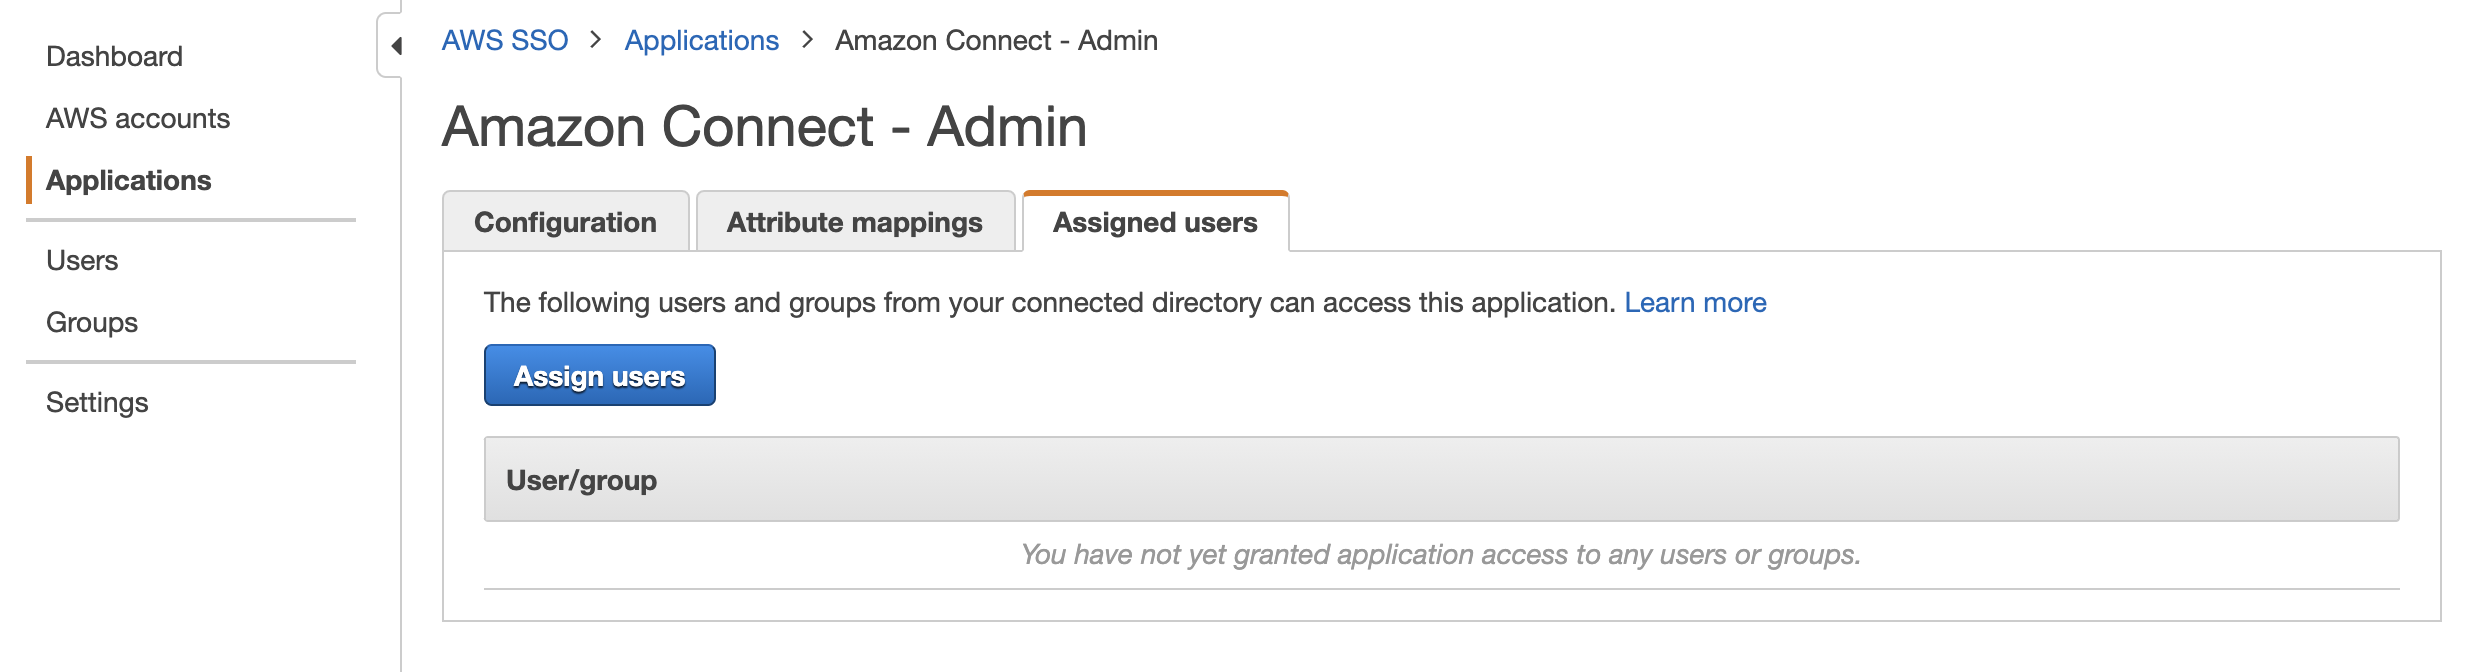 Dashboard
AWS accounts
Applications
Users
Groups
Settings
AWS SSO > Applications > Amazon Connect - Admin
Amazon Connect - Admin
Configuration Attribute mappings Assigned users
The following users and groups from your connected directory can access this application. Learn more
Assign users
User/group
You have not yet granted application access to any users or groups.